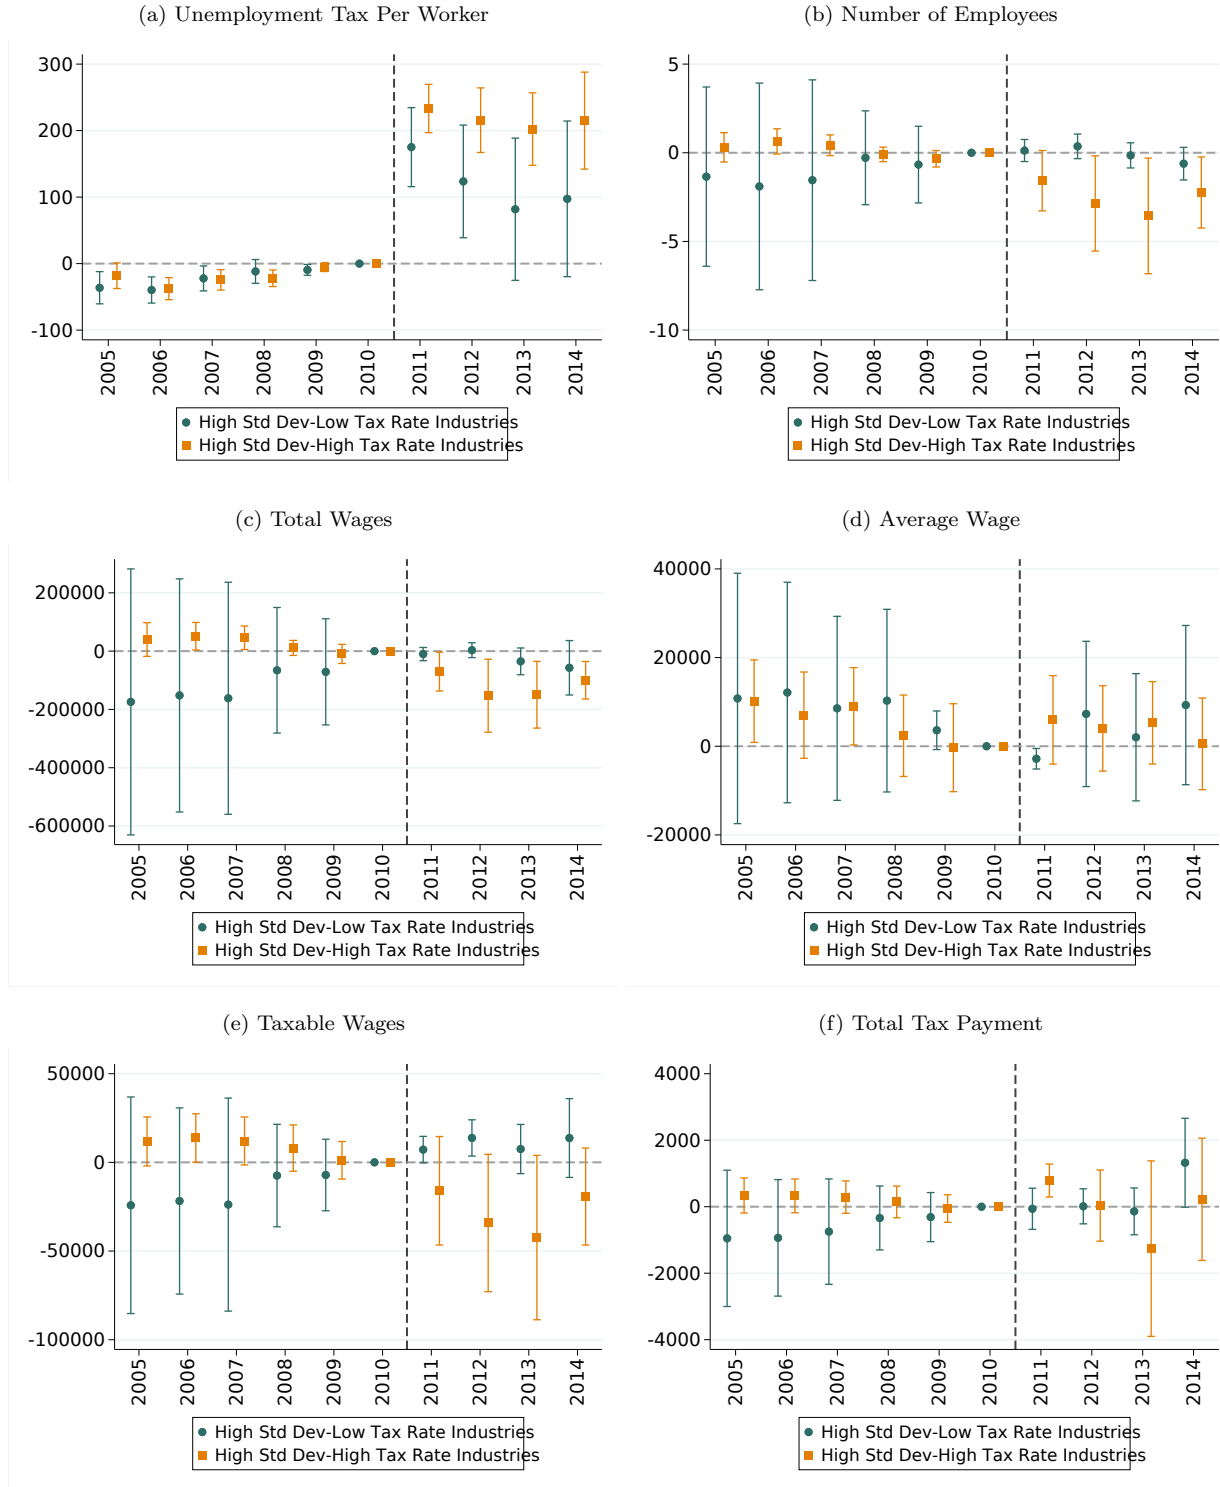 (a) Unemployment Tax Per Worker
300
200
100
0
-100
2005 2006 2007 2008 2009 2010 2011 2012 2013 2014
High Std Dev-Low Tax Rate Industries
High Std Dev-High Tax Rate Industries
(b) Number of Employees
5
0
-5
-10
2005 2006 2007 2008 2009 2010 2011 2012 2013 2014
High Std Dev-Low Tax Rate Industries
High Std Dev-High Tax Rate Industries
(c) Total Wages
200000
0
-200000
-400000
-600000
2005 2006 2007 2008 2009 2010 2011 2012 2013 2014
High Std Dev-Low Tax Rate Industries
High Std Dev-High Tax Rate Industries
(d) Average Wage
40000
20000
0
-20000
2005 2006 2007 2008 2009 2010 2011 2012 2013 2014
High Std Dev-Low Tax Rate Industries
High Std Dev-High Tax Rate Industries
(e) Taxable Wages
50000
0
-50000
-100000
2005 2006 2007 2008 2009 2010 2011 2012 2013 2014
High Std Dev-Low Tax Rate Industries
High Std Dev-High Tax Rate Industries
(f) Total Tax Payment
4000
2000
0
-2000
-4000
2005 2006 2007 2008 2009 2010 2011 2012 2013 2014
High Std Dev-Low Tax Rate Industries
High Std Dev-High Tax Rate Industries